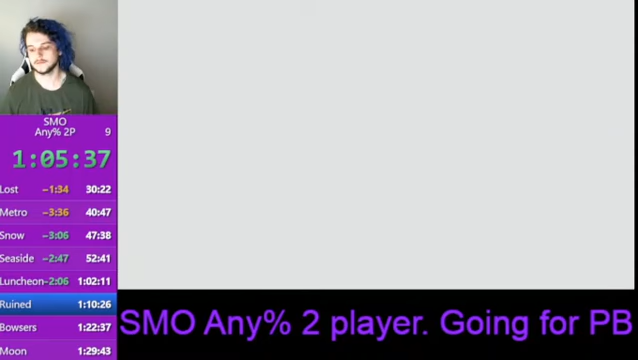 SMO
Any% 2P 9
1:05:37
Lost -1:34 30:22
Metro -3:36 40:47
Snow -3:06 47:38
Seaside -2:47 52:41
Luncheon -2:06 1:02:11
Ruined 1:10:26
Bowsers 1:22:37
Moon 1:29:43
SMO Any% 2 player. Going for PB